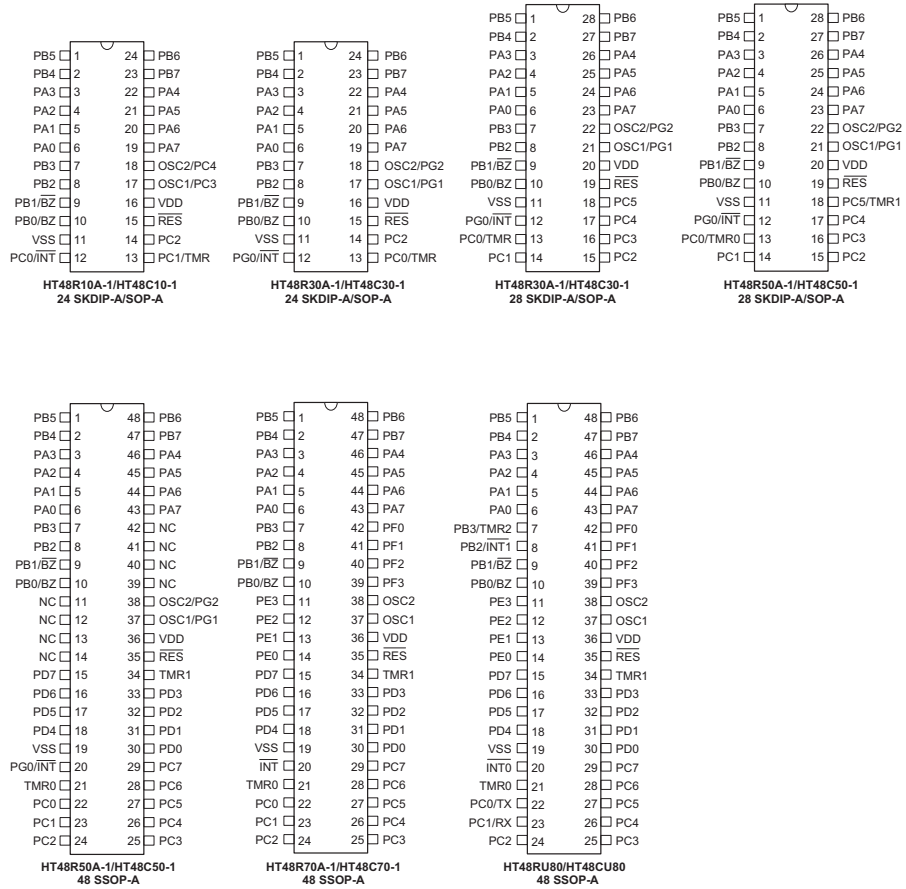 PB5 1 24 PB6
PB4 2 23 PB7
PA3 3 22 PA4
PA2 4 21 PA5
PA1 5 20 PA6
PA0 6 19 PA7
PB3 7 18 OSC2/PC4
PB2 8 17 OSC1/PC3
PB1/B̅Z̅ 9 16 VDD
PB0/BZ 10 15 R̅E̅S̅
VSS 11 14 PC2
PC0/I̅N̅T̅ 12 13 PC1/TMR
HT48R10A-1/HT48C10-1
24 SKDIP-A/SOP-A
PB5 1 24 PB6
PB4 2 23 PB7
PA3 3 22 PA4
PA2 4 21 PA5
PA1 5 20 PA6
PA0 6 19 PA7
PB3 7 18 OSC2/PG2
PB2 8 17 OSC1/PG1
PB1/B̅Z̅ 9 16 VDD
PB0/BZ 10 15 R̅E̅S̅
VSS 11 14 PC2
PG0/I̅N̅T̅ 12 13 PC0/TMR
HT48R30A-1/HT48C30-1
24 SKDIP-A/SOP-A
PB5 1 28 PB6
PB4 2 27 PB7
PA3 3 26 PA4
PA2 4 25 PA5
PA1 5 24 PA6
PA0 6 23 PA7
PB3 7 22 OSC2/PG2
PB2 8 21 OSC1/PG1
PB1/B̅Z̅ 9 20 VDD
PB0/BZ 10 19 R̅E̅S̅
VSS 11 18 PC5
PG0/I̅N̅T̅ 12 17 PC4
PC0/TMR 13 16 PC3
PC1 14 15 PC2
HT48R30A-1/HT48C30-1
28 SKDIP-A/SOP-A
PB5 1 28 PB6
PB4 2 27 PB7
PA3 3 26 PA4
PA2 4 25 PA5
PA1 5 24 PA6
PA0 6 23 PA7
PB3 7 22 OSC2/PG2
PB2 8 21 OSC1/PG1
PB1/B̅Z̅ 9 20 VDD
PB0/BZ 10 19 R̅E̅S̅
VSS 11 18 PC5/TMR1
PG0/I̅N̅T̅ 12 17 PC4
PC0/TMR0 13 16 PC3
PC1 14 15 PC2
HT48R50A-1/HT48C50-1
28 SKDIP-A/SOP-A
PB5 1 48 PB6
PB4 2 47 PB7
PA3 3 46 PA4
PA2 4 45 PA5
PA1 5 44 PA6
PA0 6 43 PA7
PB3 7 42 NC
PB2 8 41 NC
PB1/B̅Z̅ 9 40 NC
PB0/BZ 10 39 NC
NC 11 38 OSC2/PG2
NC 12 37 OSC1/PG1
NC 13 36 VDD
NC 14 35 R̅E̅S̅
PD7 15 34 TMR1
PD6 16 33 PD3
PD5 17 32 PD2
PD4 18 31 PD1
VSS 19 30 PD0
PG0/I̅N̅T̅ 20 29 PC7
TMR0 21 28 PC6
PC0 22 27 PC5
PC1 23 26 PC4
PC2 24 25 PC3
HT48R50A-1/HT48C50-1
48 SSOP-A
PB5 1 48 PB6
PB4 2 47 PB7
PA3 3 46 PA4
PA2 4 45 PA5
PA1 5 44 PA6
PA0 6 43 PA7
PB3 7 42 PF0
PB2 8 41 PF1
PB1/B̅Z̅ 9 40 PF2
PB0/BZ 10 39 PF3
PE3 11 38 OSC2
PE2 12 37 OSC1
PE1 13 36 VDD
PE0 14 35 R̅E̅S̅
PD7 15 34 TMR1
PD6 16 33 PD3
PD5 17 32 PD2
PD4 18 31 PD1
VSS 19 30 PD0
I̅N̅T̅ 20 29 PC7
TMR0 21 28 PC6
PC0 22 27 PC5
PC1 23 26 PC4
PC2 24 25 PC3
HT48R70A-1/HT48C70-1
48 SSOP-A
PB5 1 48 PB6
PB4 2 47 PB7
PA3 3 46 PA4
PA2 4 45 PA5
PA1 5 44 PA6
PA0 6 43 PA7
PB3/TMR2 7 42 PF0
PB2/I̅N̅T̅1̅ 8 41 PF1
PB1/B̅Z̅ 9 40 PF2
PB0/BZ 10 39 PF3
PE3 11 38 OSC2
PE2 12 37 OSC1
PE1 13 36 VDD
PE0 14 35 R̅E̅S̅
PD7 15 34 TMR1
PD6 16 33 PD3
PD5 17 32 PD2
PD4 18 31 PD1
VSS 19 30 PD0
I̅N̅T̅0̅ 20 29 PC7
TMR0 21 28 PC6
PC0/TX 22 27 PC5
PC1/RX 23 26 PC4
PC2 24 25 PC3
HT48RU80/HT48CU80
48 SSOP-A